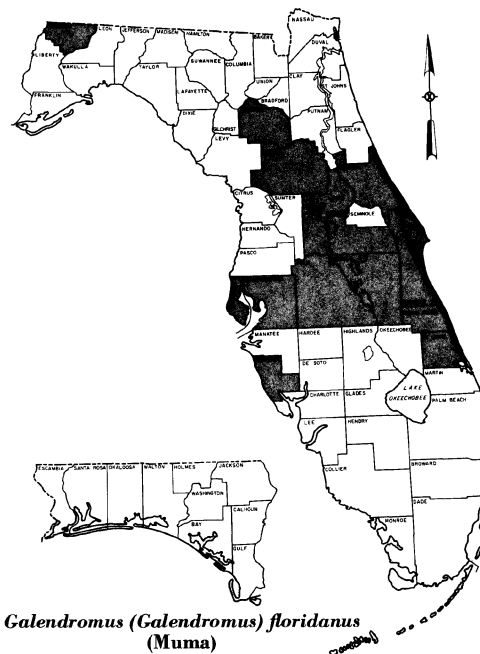 NASSAU
LEON
JEFFERSON
MADISON
HAMILTON
BAKER
DUVAL
LIBERTY
WAKULLA
TAYLOR
SUWANNEE
COLUMBIA
UNION
CLAY
ST JOHNS
FRANKLIN
LAFAYETTE
BRADFORD
PUTNAM
DIXIE
GILCHRIST
FLAGLER
LEVY
CITRUS
SUMTER
SEMINOLE
HERNANDO
PASCO
MANATEE
HARDEE
HIGHLANDS
OKEECHOBEE
DE SOTO
MARTIN
CHARLOTTE
GLADES
LAKE
OKEECHOBEE
PALM BEACH
LEE
HENDRY
COLLIER
BROWARD
DADE
MONROE
ESCAMBIA
SANTA ROSA
OKALOOSA
WALTON
HOLMES
JACKSON
WASHINGTON
BAY
CALHOUN
GULF
Galendromus (Galendromus) floridanus
(Muma)